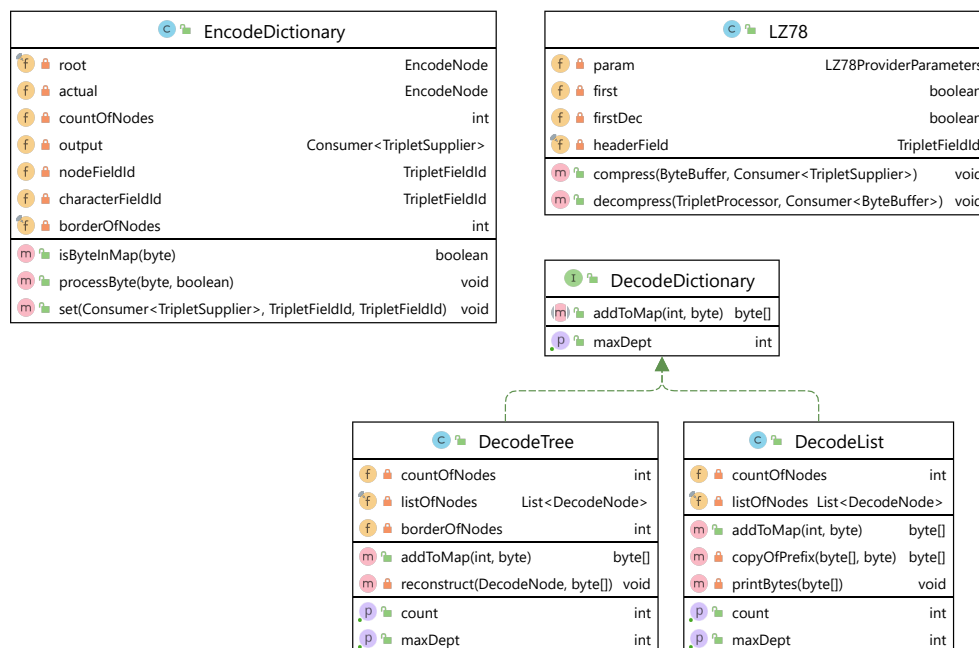 EncodeDictionary
root EncodeNode
actual EncodeNode
countOfNodes int
output Consumer<TripletSupplier>
nodeFieldId TripletFieldId
characterFieldId TripletFieldId
borderOfNodes int
isByteInMap(byte) boolean
processByte(byte, boolean) void
set(Consumer<TripletSupplier>, TripletFieldId, TripletFieldId) void
LZ78
param LZ78ProviderParameters
first boolean
firstDec boolean
headerField TripletFieldId
compress(ByteBuffer, Consumer<TripletSupplier>) void
decompress(TripletProcessor, Consumer<ByteBuffer>) void
DecodeDictionary
addToMap(int, byte) byte[]
maxDept int
DecodeTree
countOfNodes int
listOfNodes List<DecodeNode>
borderOfNodes int
addToMap(int, byte) byte[]
reconstruct(DecodeNode, byte[]) void
count int
maxDept int
DecodeList
countOfNodes int
listOfNodes List<DecodeNode>
addToMap(int, byte) byte[]
copyOfPrefix(byte[], byte) byte[]
printBytes(byte[]) void
count int
maxDept int